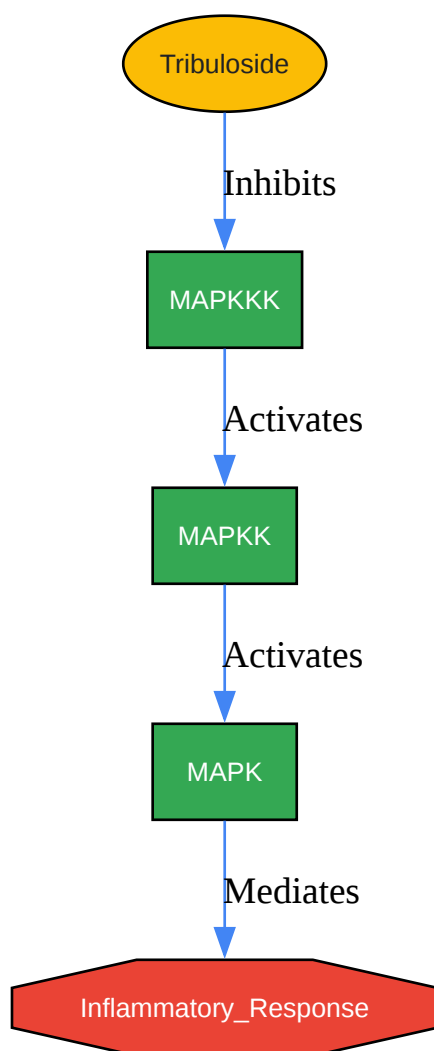 Tribuloside
Inhibits
MAPKKK
Activates
MAPKK
Activates
MAPK
Mediates
Inflammatory_Response